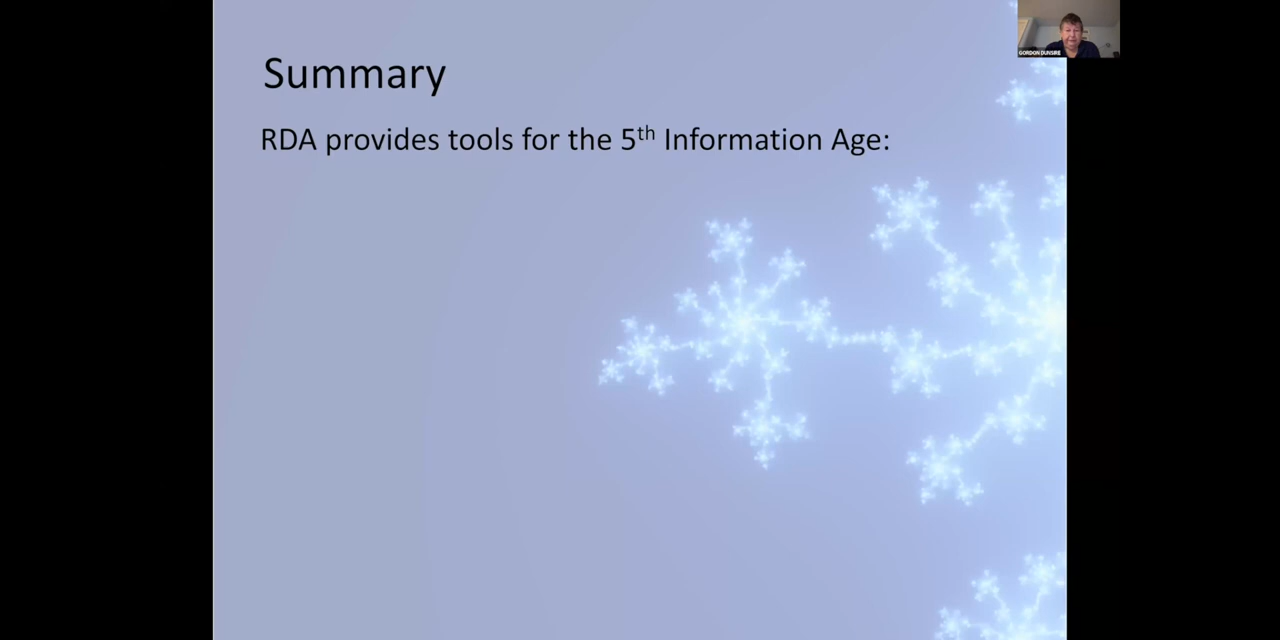 GORDON DUNSIRE
Summary
RDA provides tools for the 5th Information Age: